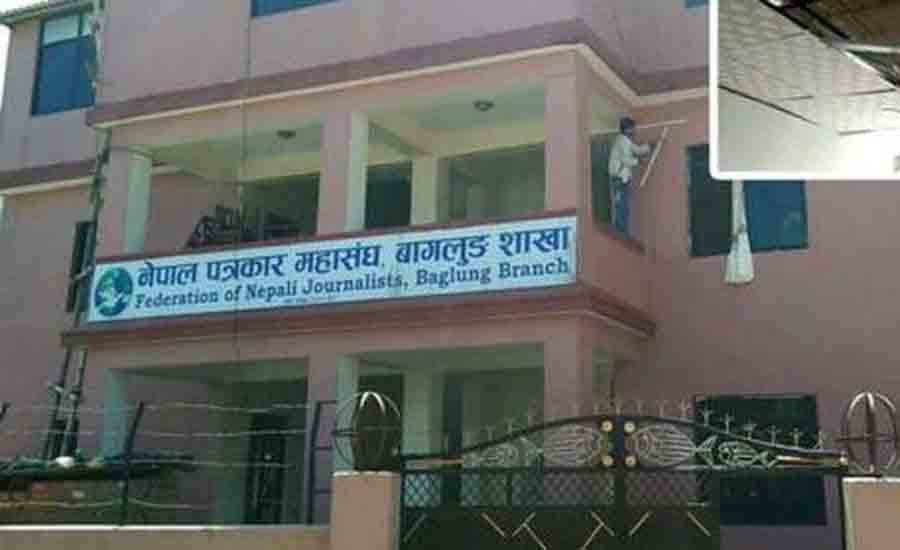 नेपाल पत्रकार महासंघ, बागलुङ शाखा
Federation of Nepali Journalists, Baglung Branch